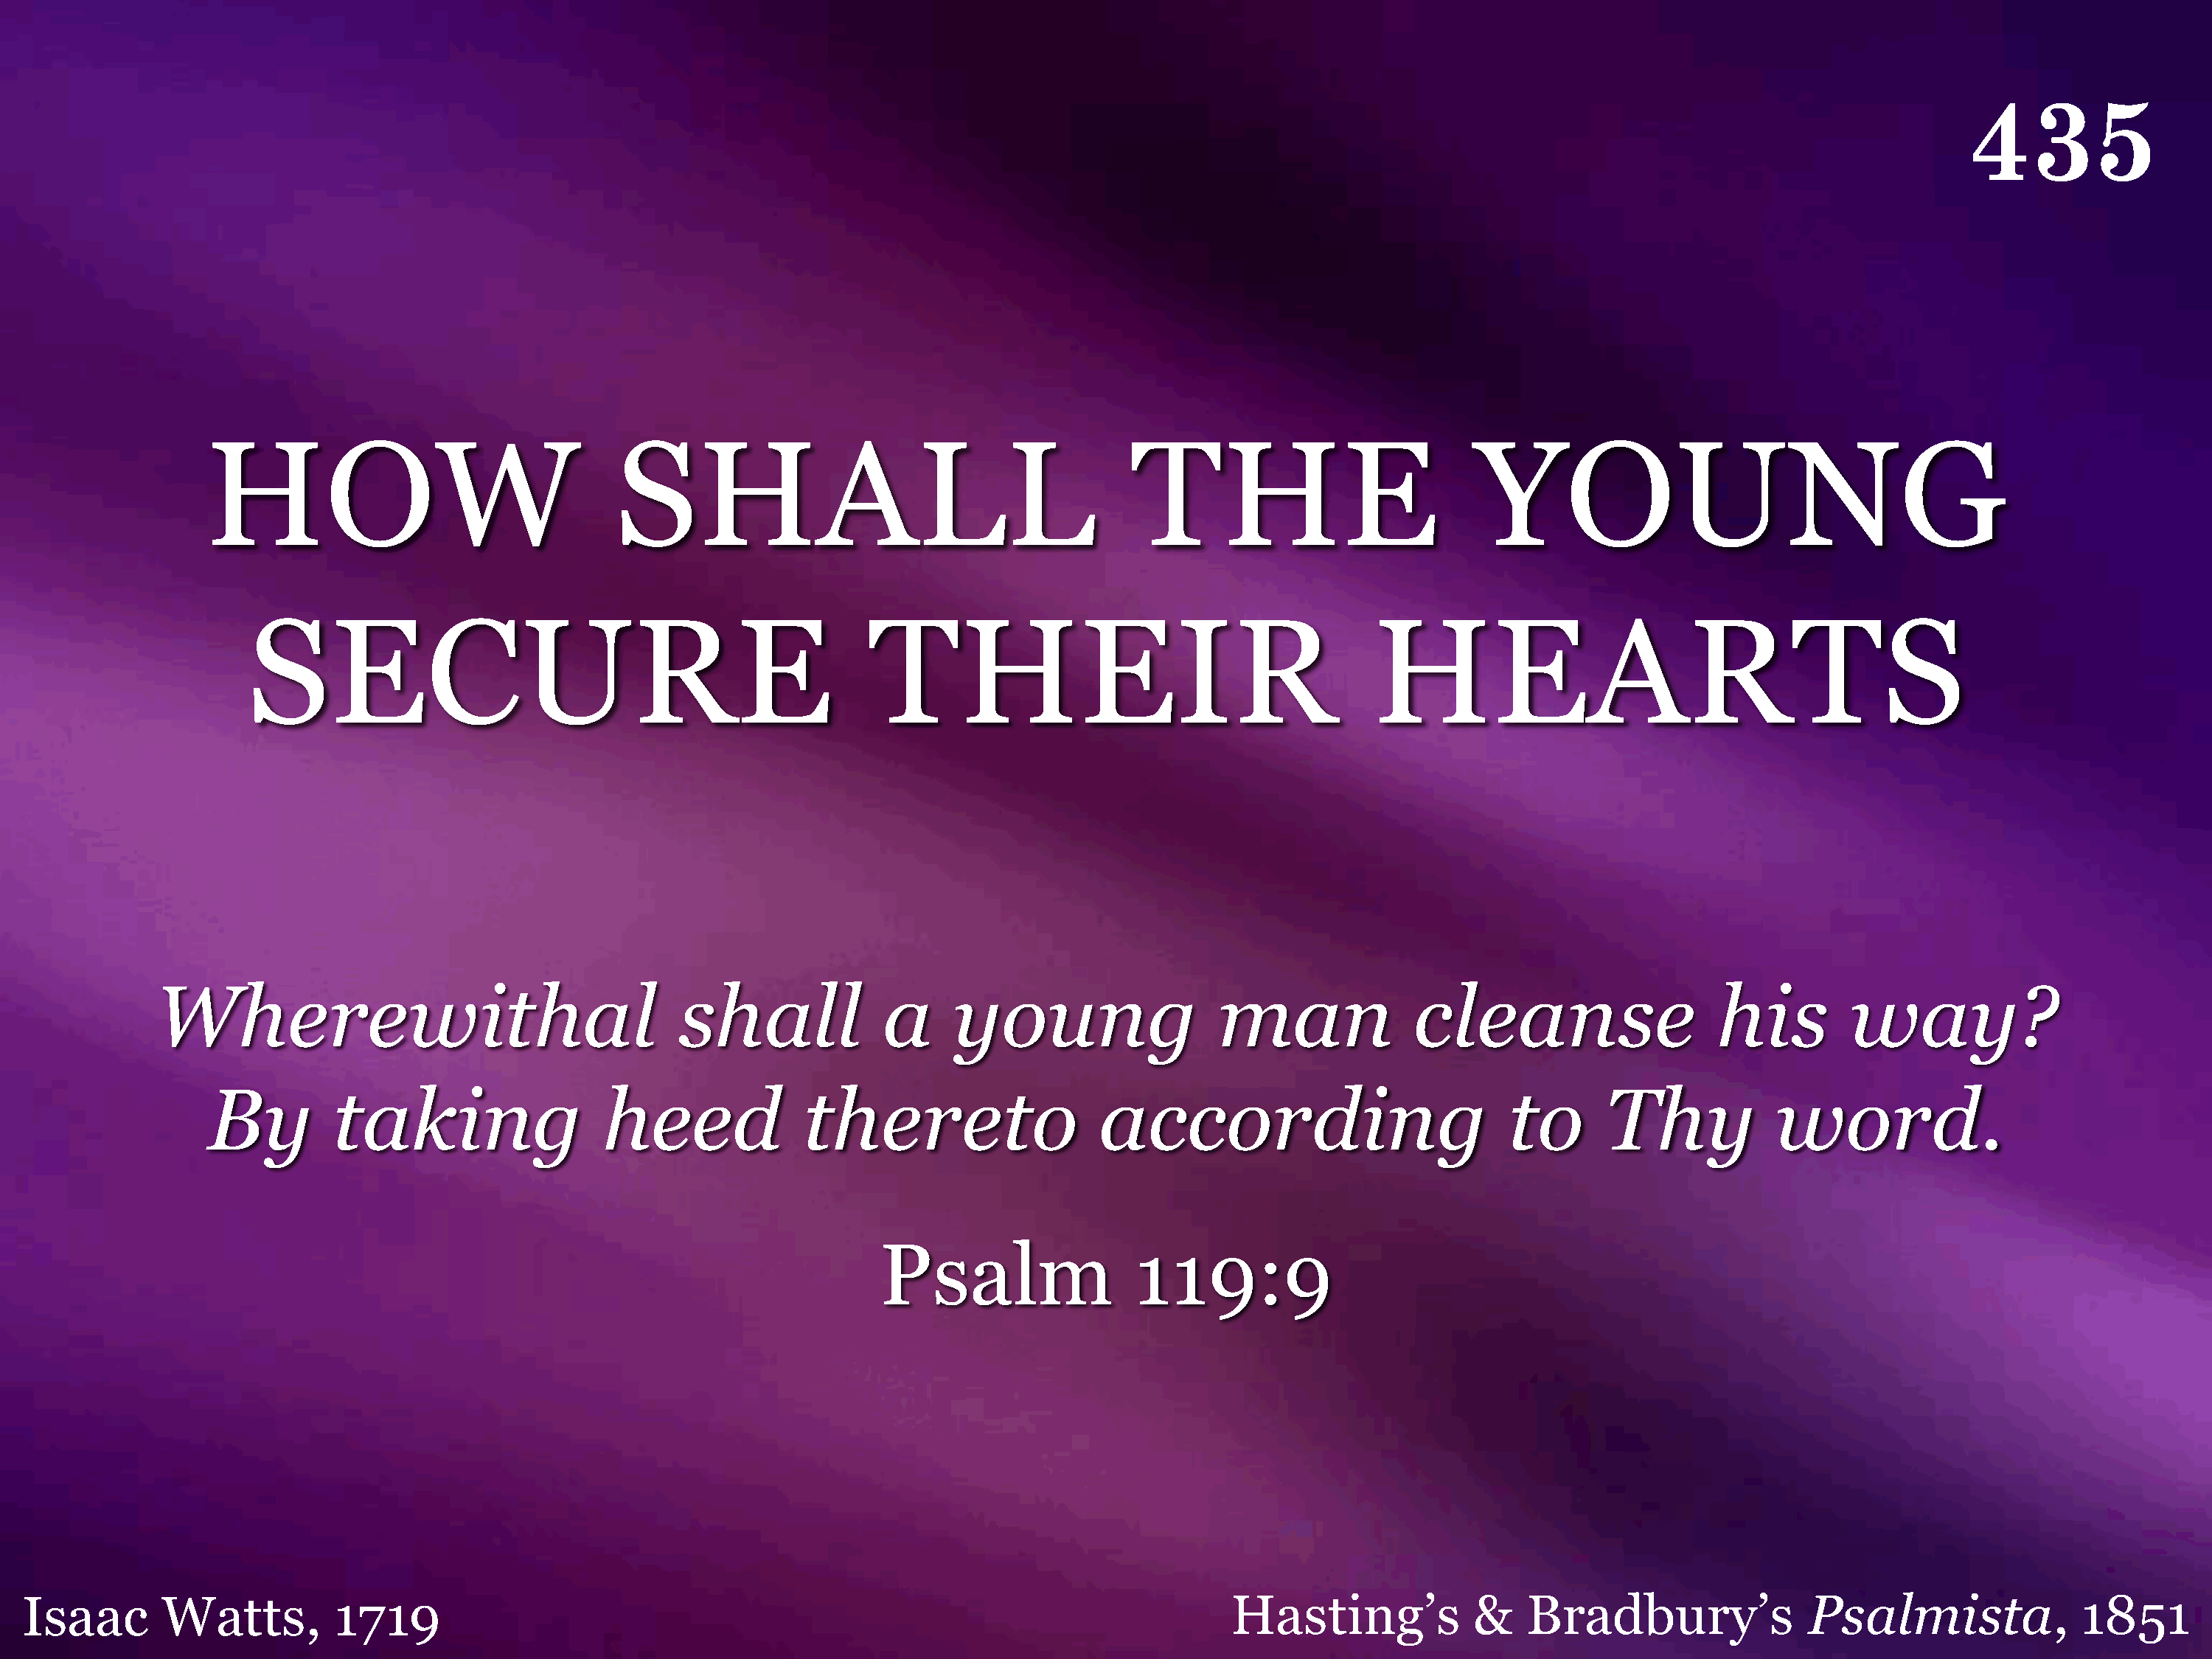 435
HOW SHALL THE YOUNG
SECURE THEIR HEARTS
Wherewithal shall a young man cleanse his way?
By taking heed thereto according to Thy word.
Psalm 119:9
Isaac Watts, 1719
Hasting’s & Bradbury’s Psalmista, 1851